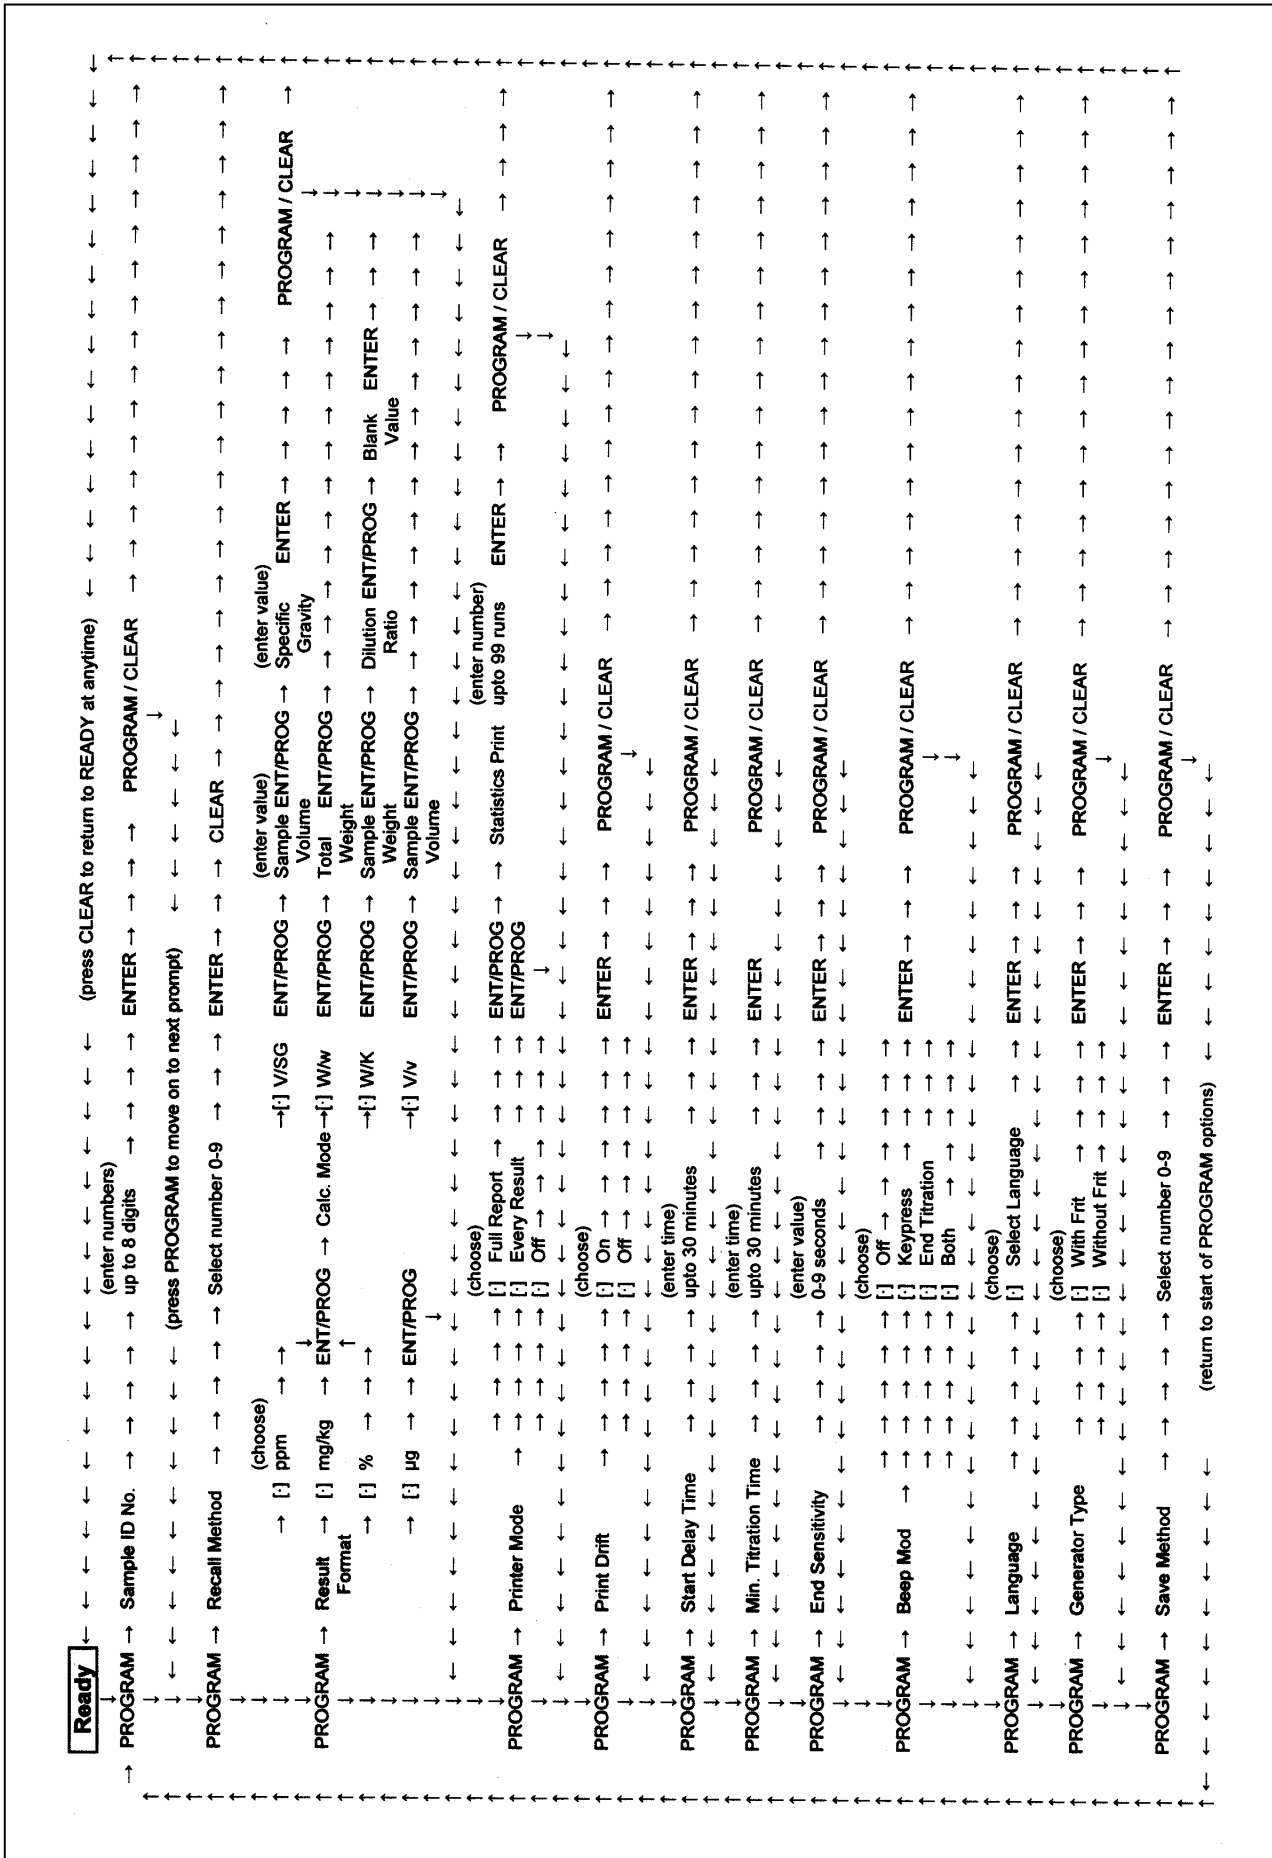 Ready (press CLEAR to return to READY at anytime)
(enter numbers)
PROGRAM → Sample ID No. → up to 8 digits → ENTER → PROGRAM / CLEAR →
(press PROGRAM to move on to next prompt)
PROGRAM → Recall Method → Select number 0-9 → ENTER → CLEAR →
(choose) (enter value) (enter value)
→ [·] ppm → →[·] V/SG ENT/PROG → Sample ENT/PROG → Specific ENTER → PROGRAM / CLEAR →
Volume Gravity
PROGRAM → Result → [·] mg/kg → ENT/PROG → Calc. Mode →[·] W/w ENT/PROG → Total ENT/PROG →
Format Weight
→ [·] % → →[·] W/K ENT/PROG → Sample ENT/PROG → Dilution ENT/PROG → Blank ENTER →
Weight Ratio Value
→ [·] µg → ENT/PROG →[·] V/v ENT/PROG → Sample ENT/PROG →
Volume
(choose) (enter number)
→ [·] Full Report → ENT/PROG → Statistics Print upto 99 runs ENTER → PROGRAM / CLEAR →
PROGRAM → Printer Mode → [·] Every Result → ENT/PROG
→ [·] Off →
(choose)
PROGRAM → Print Drift → [·] On → ENTER → PROGRAM / CLEAR →
→ [·] Off →
(enter time)
PROGRAM → Start Delay Time → upto 30 minutes → ENTER → PROGRAM / CLEAR →
(enter time)
PROGRAM → Min. Titration Time → upto 30 minutes → ENTER PROGRAM / CLEAR →
(enter value)
PROGRAM → End Sensitivity → 0-9 seconds → ENTER → PROGRAM / CLEAR →
(choose)
→ [·] Off →
PROGRAM → Beep Mod → [·] Keypress → ENTER → PROGRAM / CLEAR →
→ [·] End Titration →
→ [·] Both →
(choose)
PROGRAM → Language → [·] Select Language → ENTER → PROGRAM / CLEAR →
(choose)
PROGRAM → Generator Type → [·] With Frit → ENTER → PROGRAM / CLEAR →
→ [·] Without Frit →
PROGRAM → Save Method → Select number 0-9 → ENTER → PROGRAM / CLEAR →
(return to start of PROGRAM options)